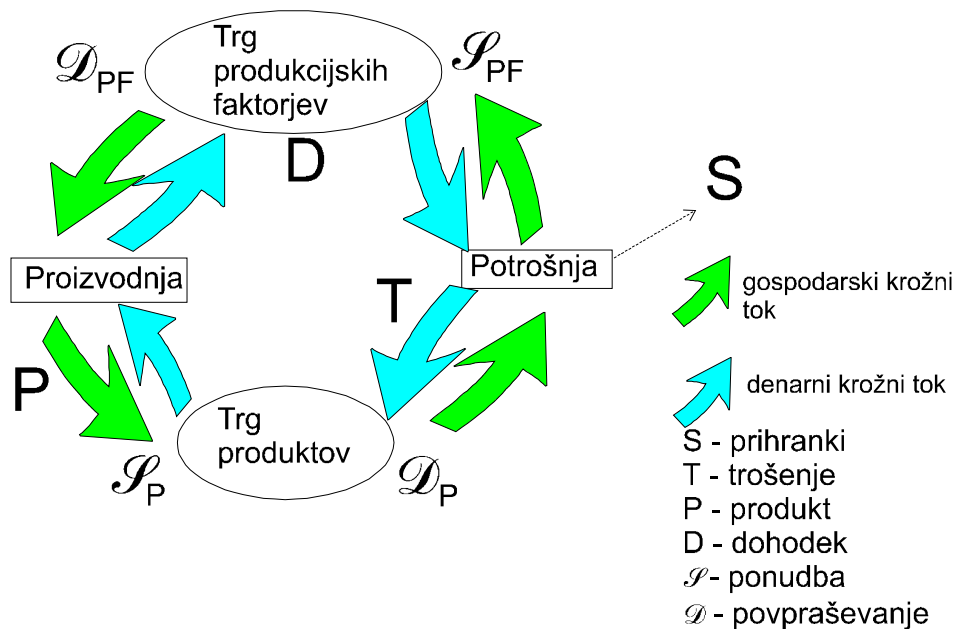 Trg
produkcijskih
faktorjev
𝒟PF
𝒮PF
D
S
Proizvodnja
Potrošnja
T
P
Trg
produktov
𝒮P
𝒟P
gospodarski krožni
tok
denarni krožni tok
S - prihranki
T - trošenje
P - produkt
D - dohodek
𝒮 - ponudba
𝒟 - povpraševanje